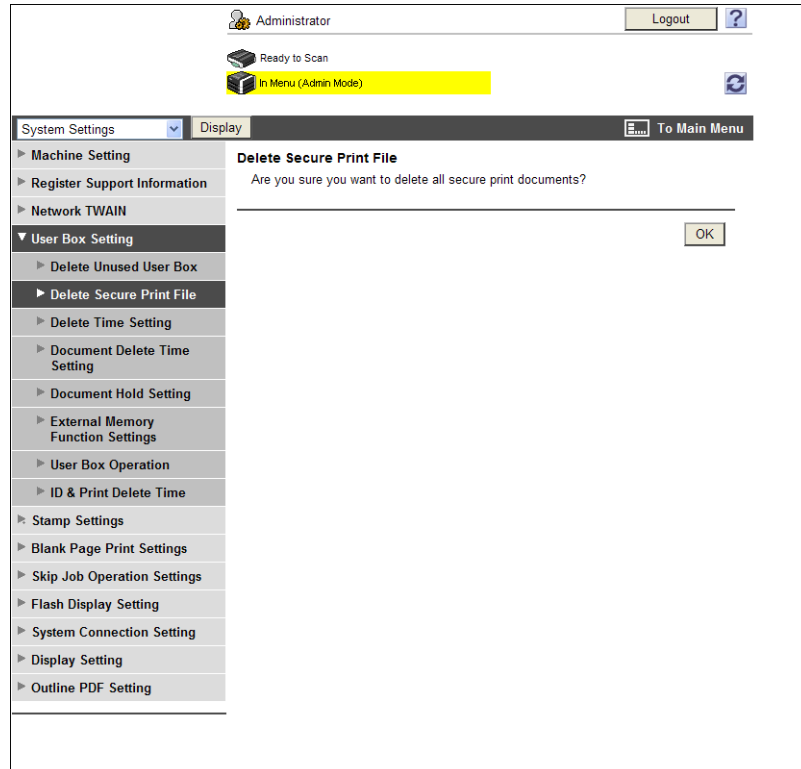 Administrator
Logout
?
Ready to Scan
In Menu (Admin Mode)
System Settings
Display
To Main Menu
Machine Setting
Register Support Information
Network TWAIN
User Box Setting
Delete Unused User Box
Delete Secure Print File
Delete Time Setting
Document Delete Time
Setting
Document Hold Setting
External Memory
Function Settings
User Box Operation
ID & Print Delete Time
Stamp Settings
Blank Page Print Settings
Skip Job Operation Settings
Flash Display Setting
System Connection Setting
Display Setting
Outline PDF Setting
Delete Secure Print File
Are you sure you want to delete all secure print documents?
OK